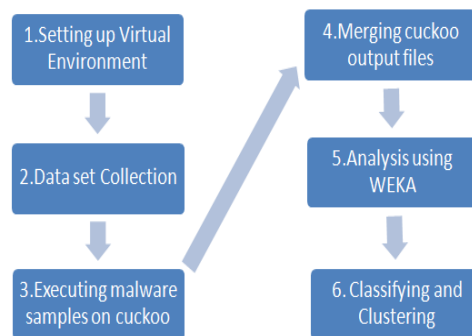 1.Setting up Virtual
Environment
2.Data set Collection
3.Executing malware
samples on cuckoo
4.Merging cuckoo
output files
5.Analysis using
WEKA
6. Classifying and
Clustering